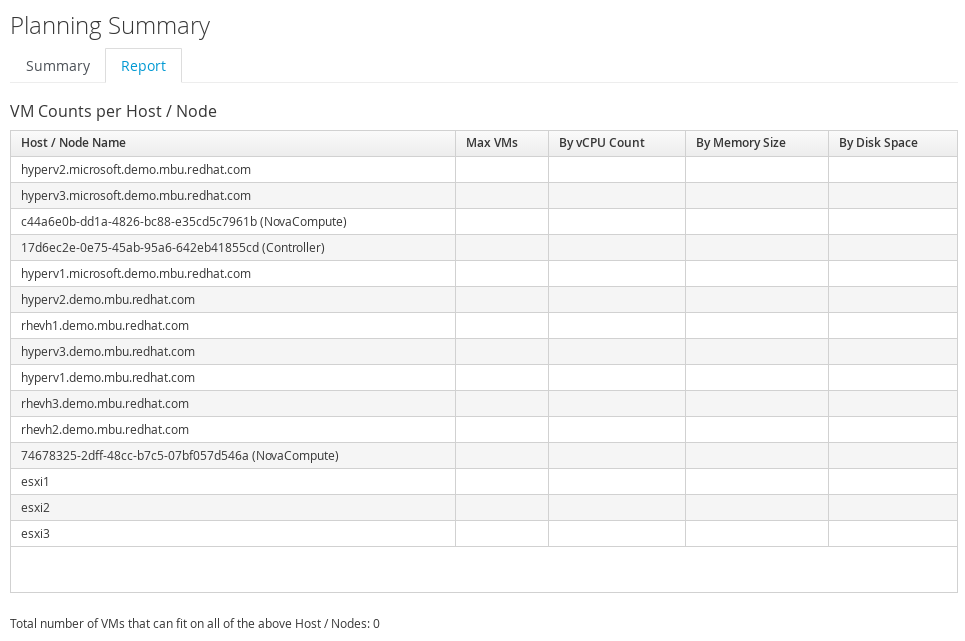 Planning Summary
Summary Report
VM Counts per Host / Node
Host / Node Name Max VMs By vCPU Count By Memory Size By Disk Space
hyperv2.microsoft.demo.mbu.redhat.com
hyperv3.microsoft.demo.mbu.redhat.com
c44a6e0b-dd1a-4826-bc88-e35cd5c7961b (NovaCompute)
17d6ec2e-0e75-45ab-95a6-642eb41855cd (Controller)
hyperv1.microsoft.demo.mbu.redhat.com
hyperv2.demo.mbu.redhat.com
rhevh1.demo.mbu.redhat.com
hyperv3.demo.mbu.redhat.com
hyperv1.demo.mbu.redhat.com
rhevh3.demo.mbu.redhat.com
rhevh2.demo.mbu.redhat.com
74678325-2dff-48cc-b7c5-07bf057d546a (NovaCompute)
esxi1
esxi2
esxi3
Total number of VMs that can fit on all of the above Host / Nodes: 0